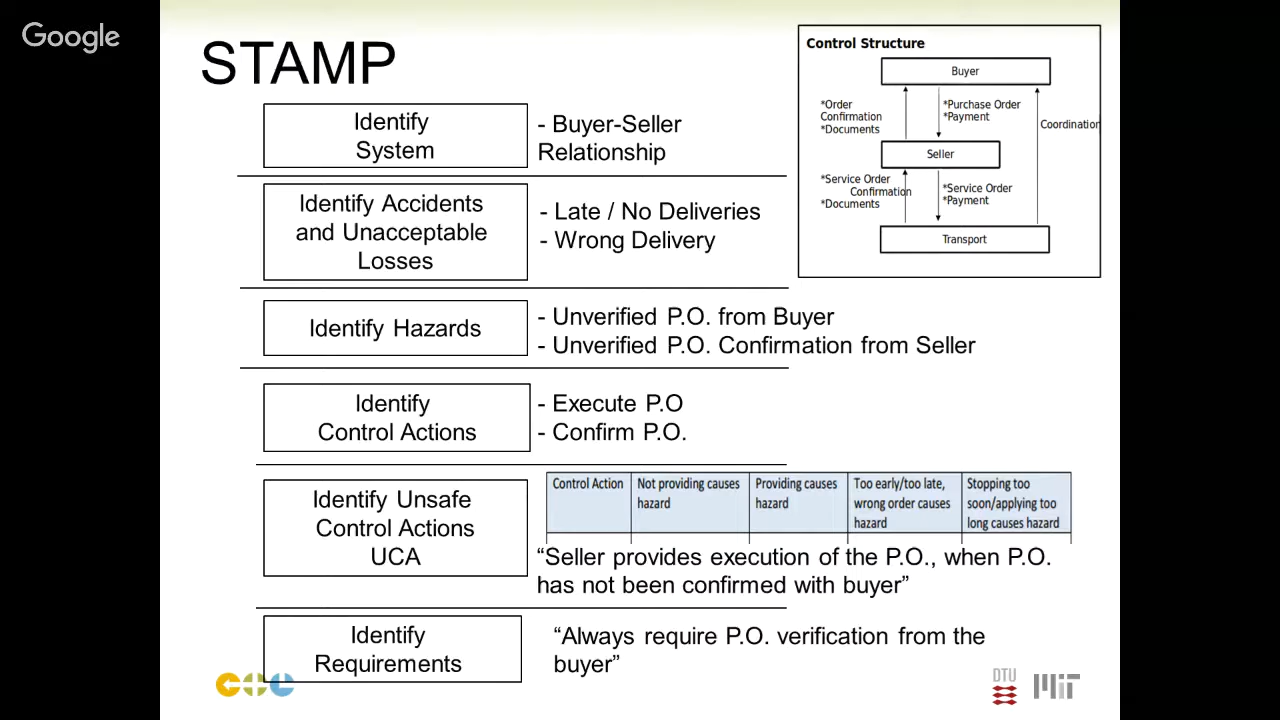 Google
STAMP
Identify
System
- Buyer-Seller
Relationship
Identify Accidents
and Unacceptable
Losses
- Late / No Deliveries
- Wrong Delivery
Identify Hazards
- Unverified P.O. from Buyer
- Unverified P.O. Confirmation from Seller
Identify
Control Actions
- Execute P.O
- Confirm P.O.
Identify Unsafe
Control Actions
UCA
Control Action
Not providing causes
hazard
Providing causes
hazard
Too early/too late,
wrong order causes
hazard
Stopping too
soon/applying too
long causes hazard
“Seller provides execution of the P.O., when P.O.
has not been confirmed with buyer”
Identify
Requirements
“Always require P.O. verification from the
buyer”
Control Structure
Buyer
*Order
Confirmation
*Documents
*Purchase Order
*Payment
Coordination
Seller
*Service Order
Confirmation
*Documents
*Service Order
*Payment
Transport
DTU
MIT